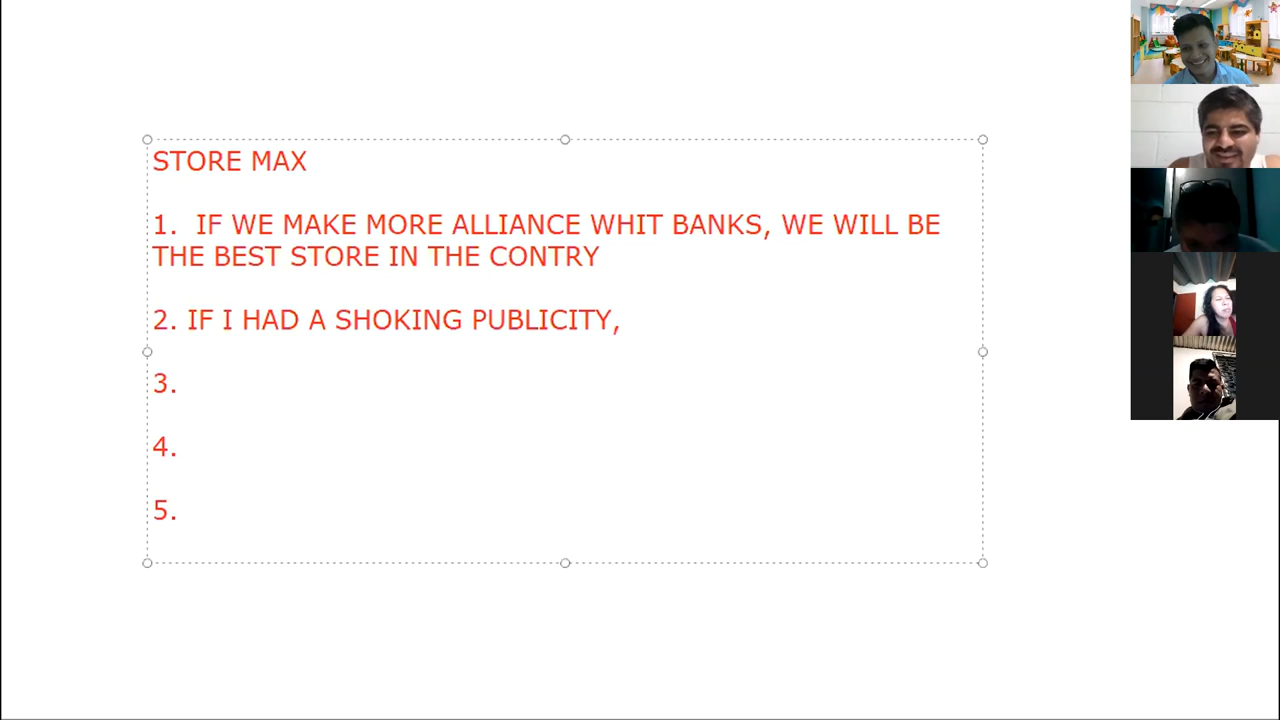 STORE MAX
1. IF WE MAKE MORE ALLIANCE WHIT BANKS, WE WILL BE
THE BEST STORE IN THE CONTRY
2. IF I HAD A SHOKING PUBLICITY,
3.
4.
5.